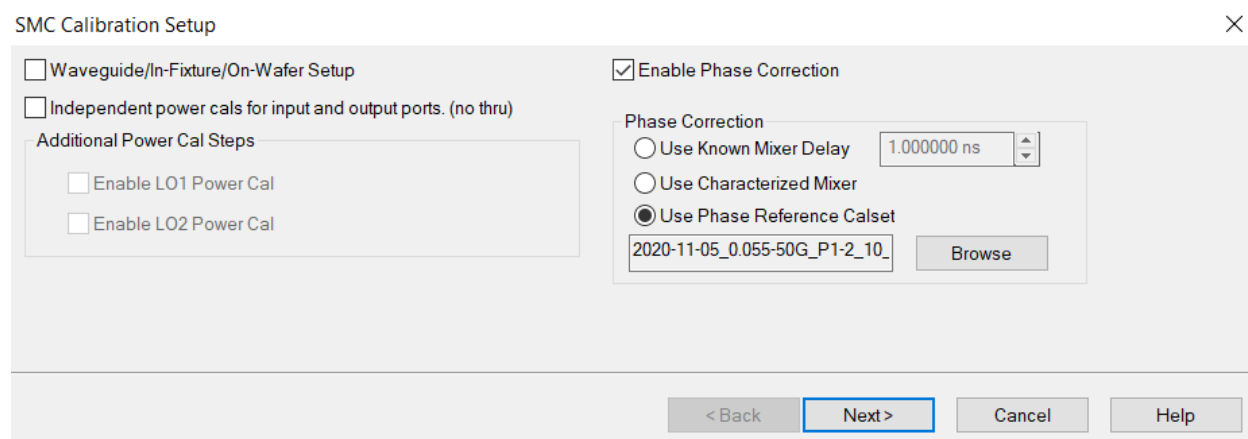 SMC Calibration Setup
Waveguide/In-Fixture/On-Wafer Setup
Independent power cals for input and output ports. (no thru)
Additional Power Cal Steps
Enable LO1 Power Cal
Enable LO2 Power Cal
Enable Phase Correction
Phase Correction
Use Known Mixer Delay 1.000000 ns
Use Characterized Mixer
Use Phase Reference Calset
2020-11-05_0.055-50G_P1-2_10_ Browse
< Back Next > Cancel Help